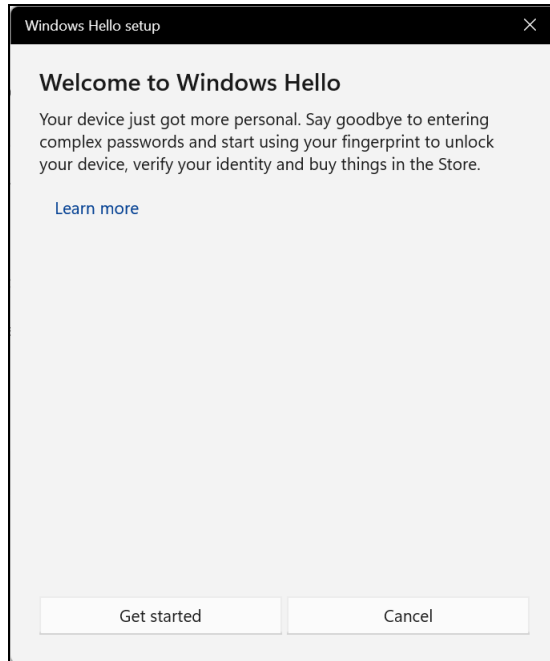 Windows Hello setup
Welcome to Windows Hello
Your device just got more personal. Say goodbye to entering
complex passwords and start using your fingerprint to unlock
your device, verify your identity and buy things in the Store.
Learn more
Get started
Cancel